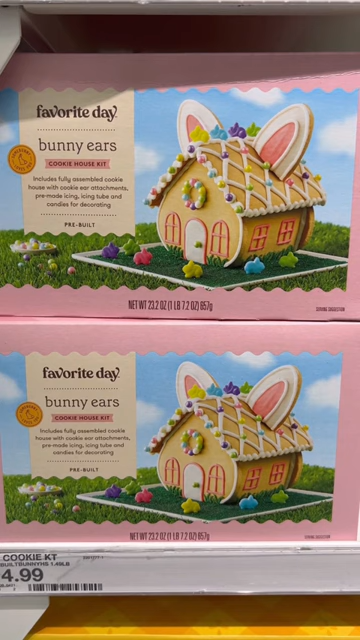 favorite day
bunny ears
COOKIE HOUSE KIT
Includes fully assembled cookie
house with cookie ear attachments,
pre-made icing, icing tube and
candies for decorating
PRE-BUILT
NET WT 23.2 OZ (1 LB 7.2 OZ) 657g
SERVING SUGGESTION
favorite day
bunny ears
COOKIE HOUSE KIT
Includes fully assembled cookie
house with cookie ear attachments,
pre-made icing, icing tube and
candies for decorating
PRE-BUILT
NET WT 23.2 OZ (1 LB 7.2 OZ) 657g
SERVING SUGGESTION
COOKIE KT
4.99